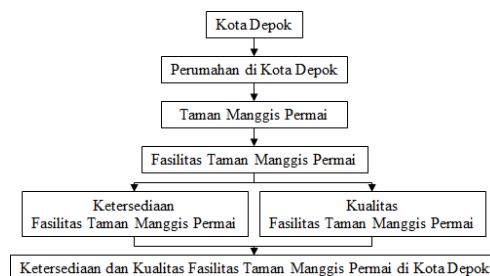 Kota Depok
Perumahan di Kota Depok
Taman Manggis Permai
Fasilitas Taman Manggis Permai
Ketersediaan
Fasilitas Taman Manggis Permai
Kualitas
Fasilitas Taman Manggis Permai
Ketersediaan dan Kualitas Fasilitas Taman Manggis Permai di Kota Depok